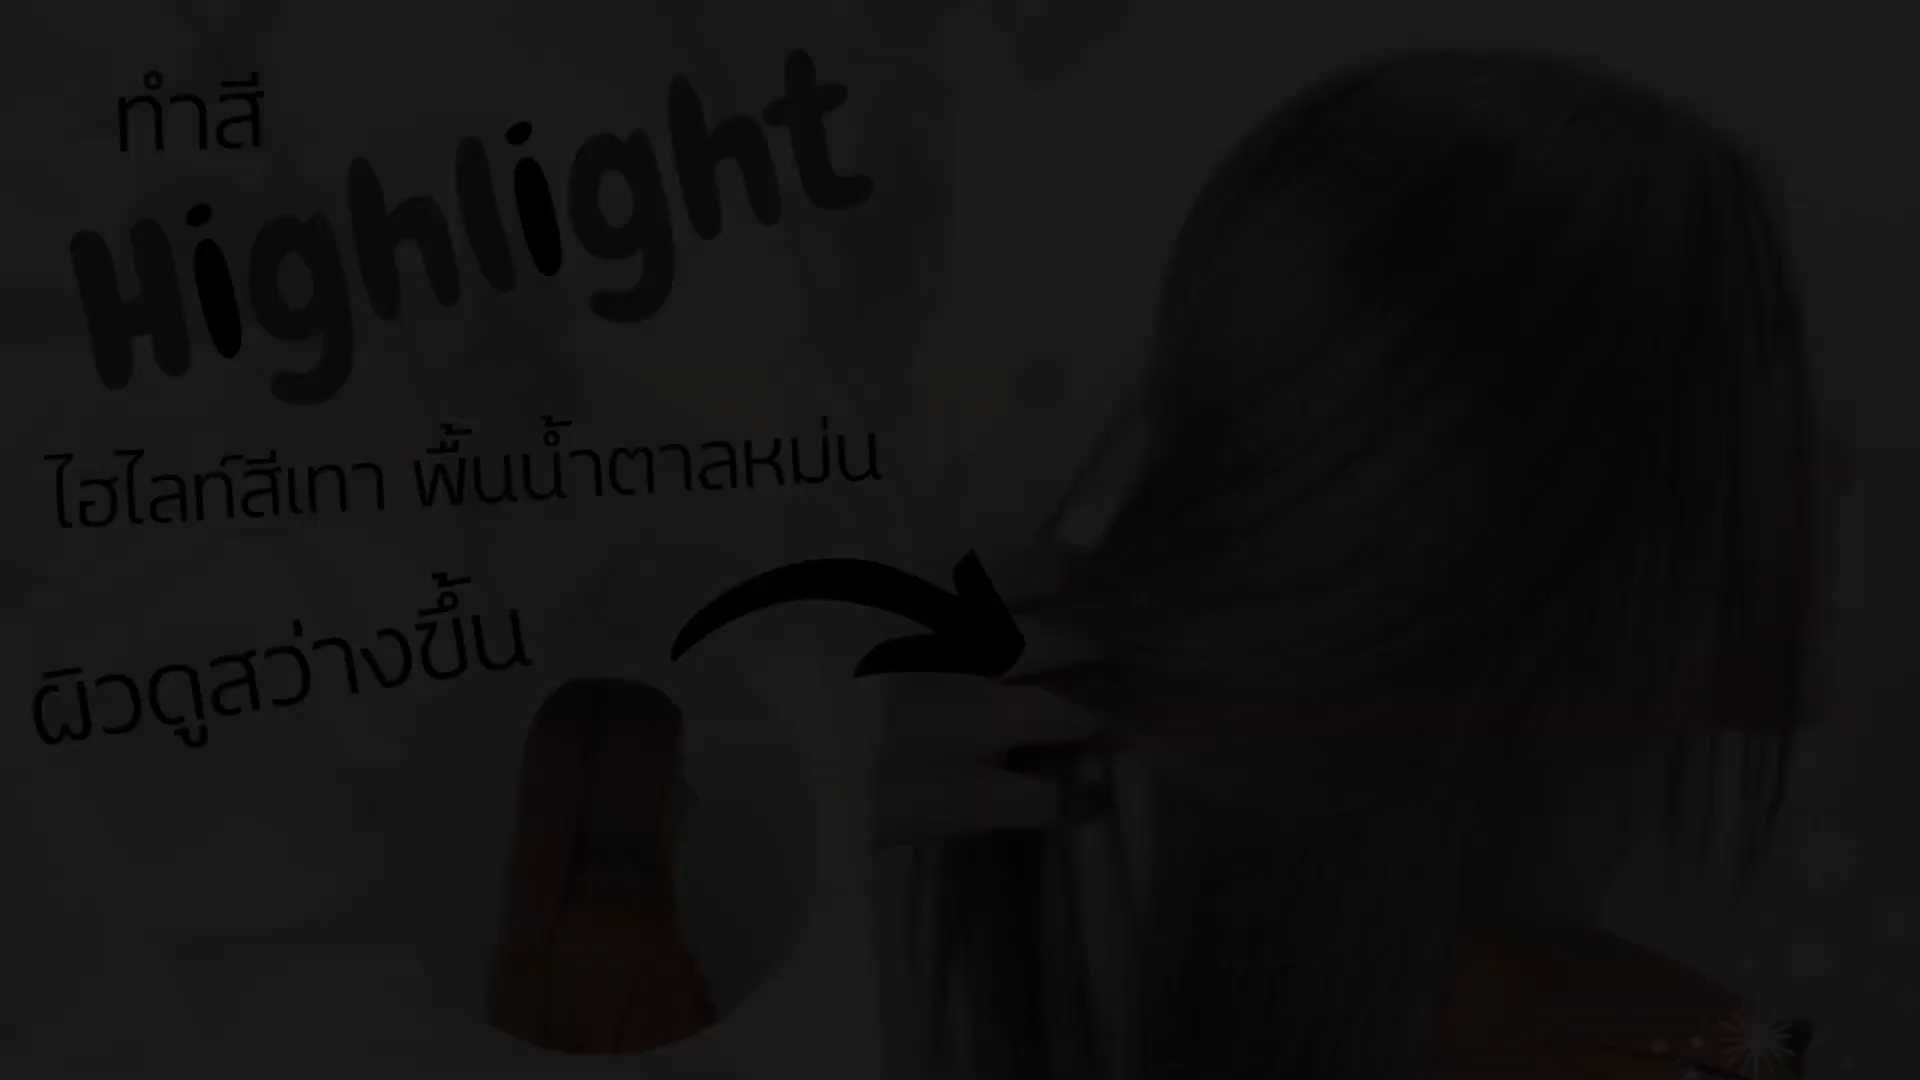 ทำสี
Highlight
ไฮไลท์สีเทา พื้นน้ำตาลหม่น
ผิวดูสว่างขึ้น